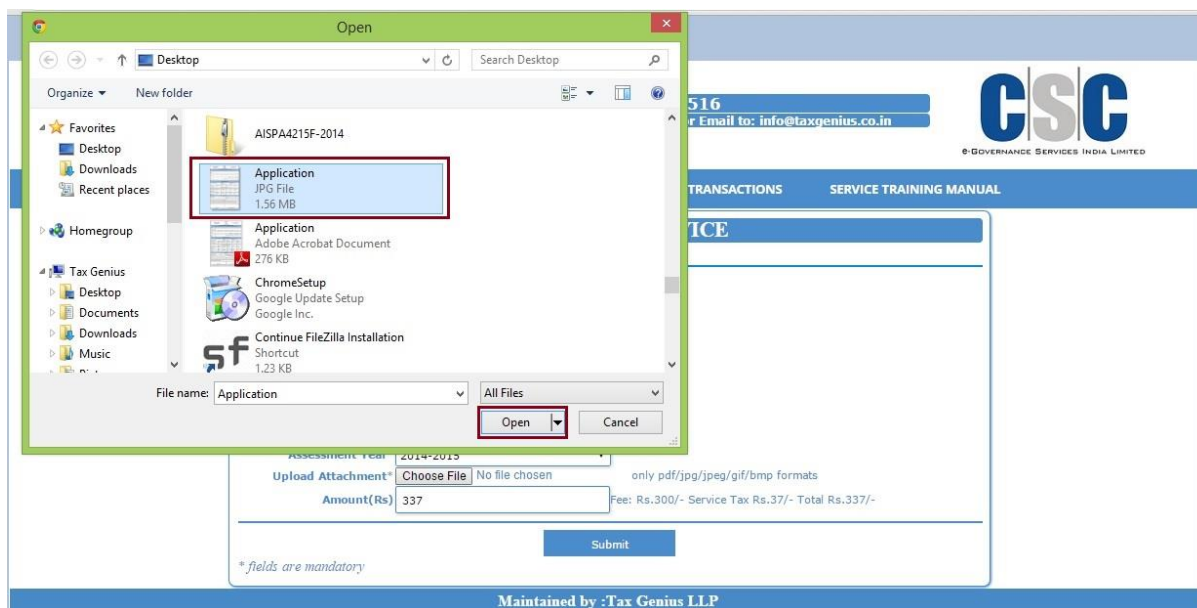 Open
Desktop
Search Desktop
Organize
New folder
Favorites
Desktop
Downloads
Recent places
Homegroup
Tax Genius
Desktop
Documents
Downloads
Music
AISPA4215F-2014
Application
JPG File
1.56 MB
Application
Adobe Acrobat Document
276 KB
ChromeSetup
Google Update Setup
Google Inc.
Continue FileZilla Installation
Shortcut
1.23 KB
File name: Application
All Files
Open
Cancel
516
r Email to: info@taxgenius.co.in
CSC
e-Governance Services India Limited
TRANSACTIONS
SERVICE TRAINING MANUAL
ICE
Assessment Year 2014-2015
Upload Attachment* Choose File No file chosen only pdf/jpg/jpeg/gif/bmp formats
Amount(Rs) 337 Fee: Rs.300/- Service Tax Rs.37/- Total Rs.337/-
Submit
* fields are mandatory
Maintained by :Tax Genius LLP